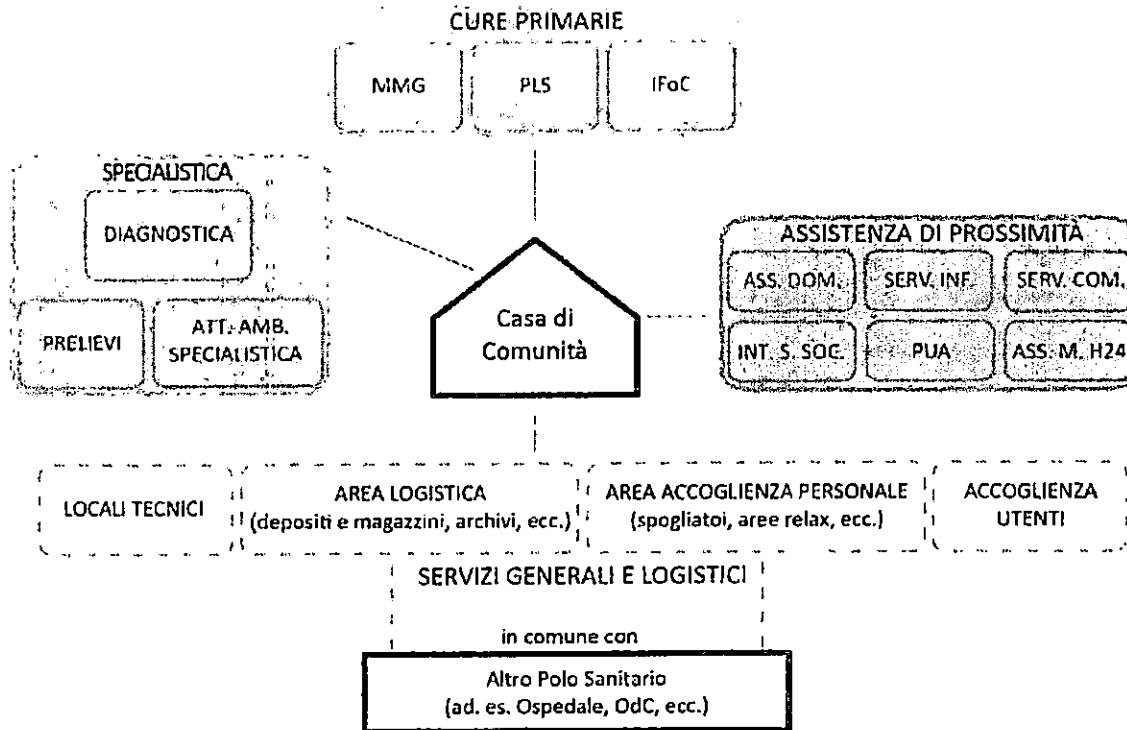 CURE PRIMARIE
MMG
PLS
IFoC
SPECIALISTICA
DIAGNOSTICA
PRELIEVI
ATT. AMB.
SPECIALISTICA
Casa di
Comunità
ASSISTENZA DI PROSSIMITÀ
ASS. DOM.
SERV. INF.
SERV. COM.
INT. S. SOC.
PUA
ASS. M. H24
LOCALI TECNICI
AREA LOGISTICA
(depositi e magazzini, archivi, ecc.)
AREA ACCOGLIENZA PERSONALE
(spogliatoi, aree relax, ecc.)
ACCOGLIENZA
UTENTI
SERVIZI GENERALI E LOGISTICI
in comune con
Altro Polo Sanitario
(ad. es. Ospedale, OdC, ecc.)